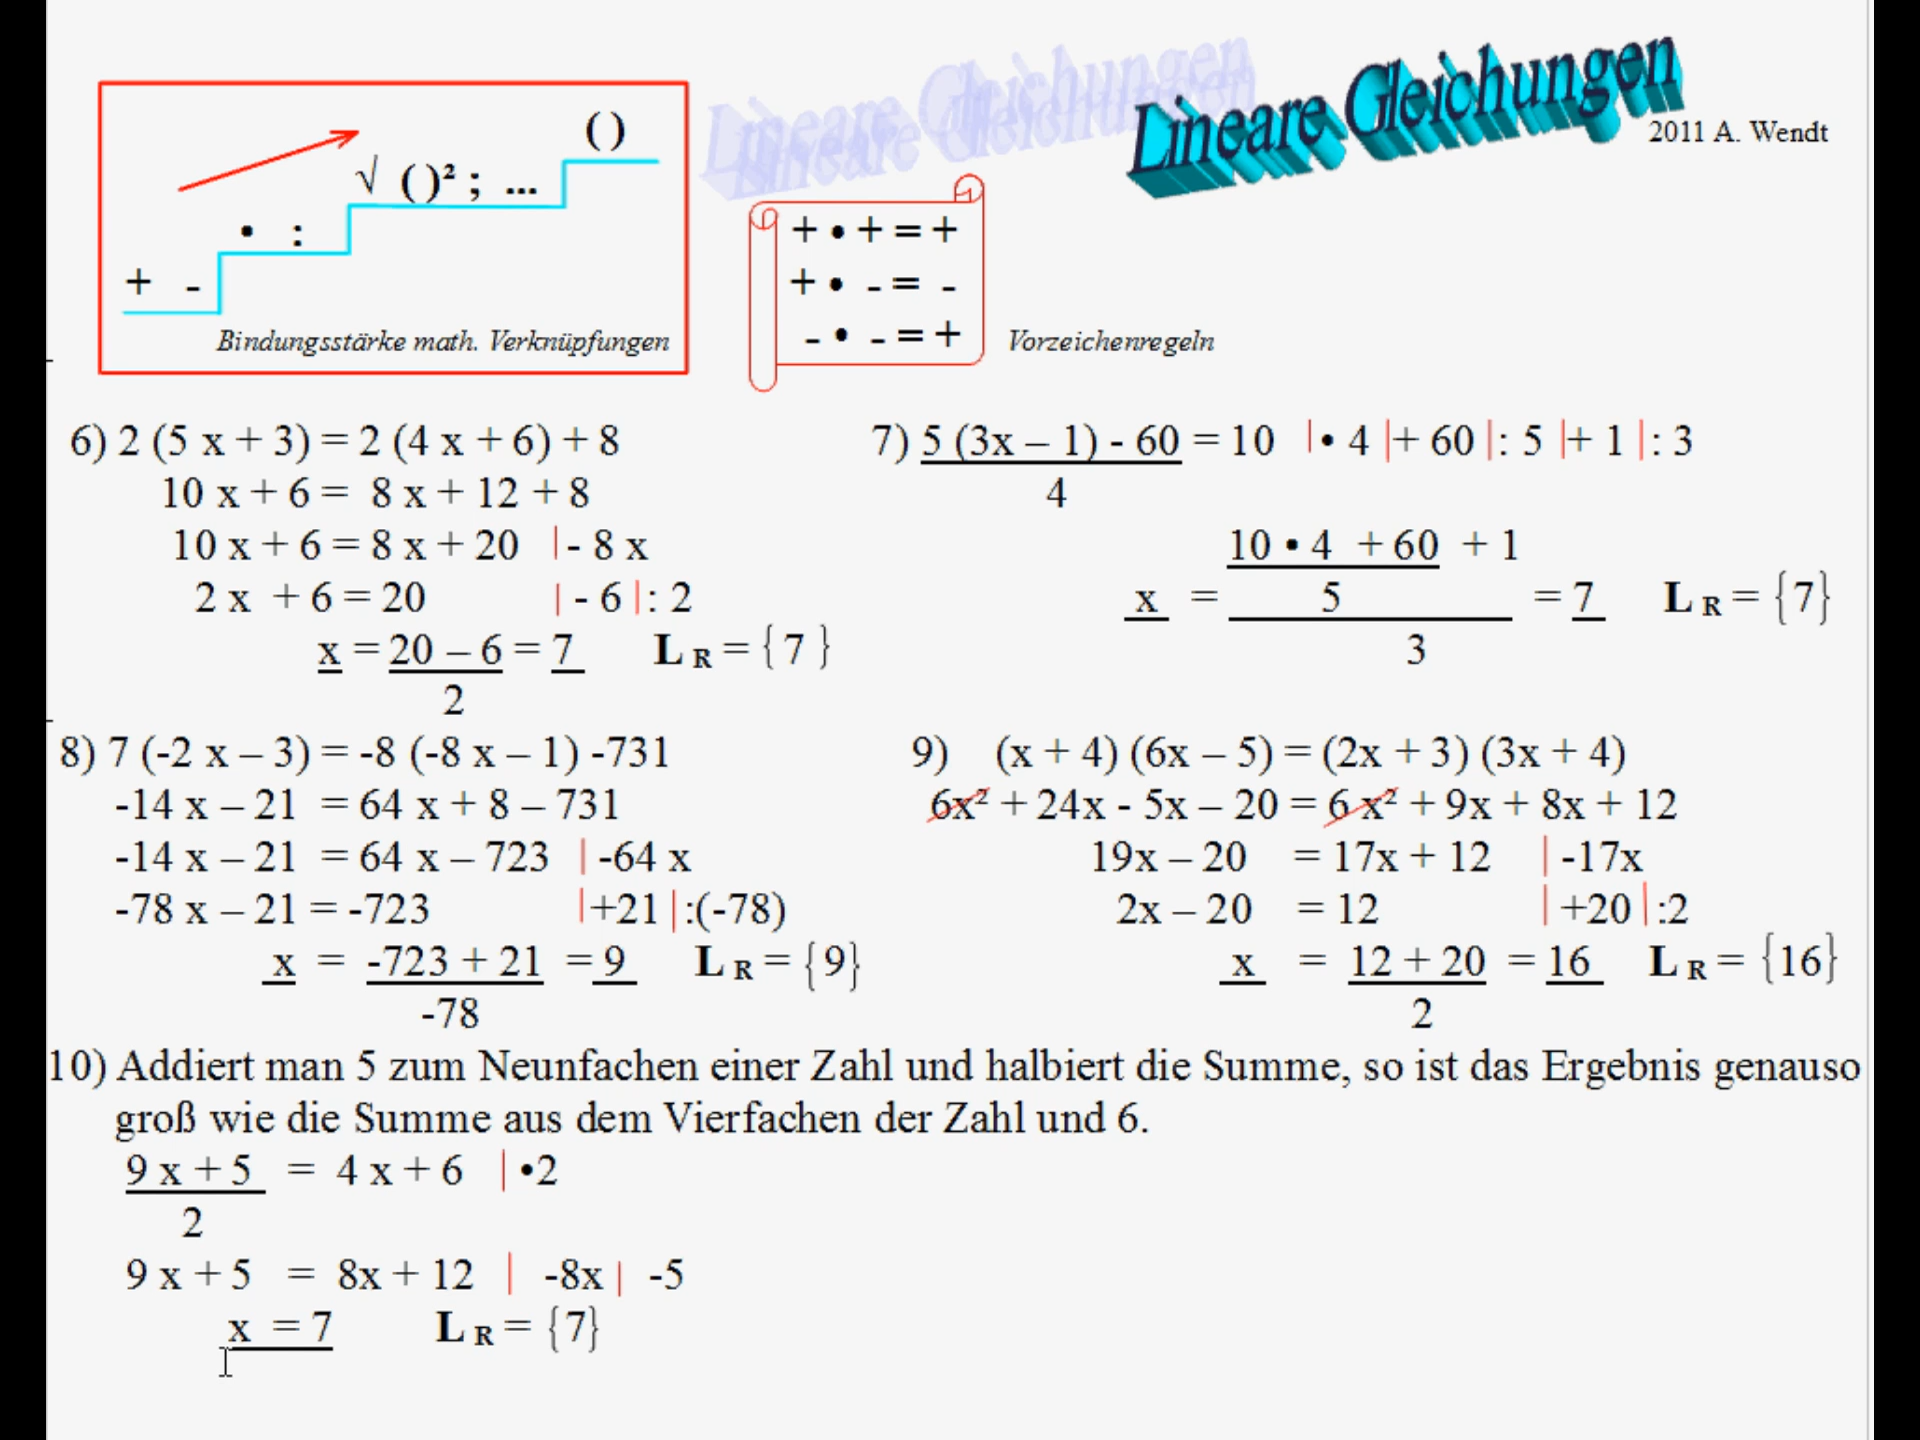 Lineare Gleichungen
2011 A. Wendt
( )
√ ( )² ; ...
• :
+ -
Bindungsstärke math. Verknüpfungen
+ • + = +
+ • - = -
- • - = +
Vorzeichenregeln
6) 2 (5 x + 3) = 2 (4 x + 6) + 8
10 x + 6 = 8 x + 12 + 8
10 x + 6 = 8 x + 20 | - 8 x
2 x + 6 = 20 | - 6 | : 2
x = 20 – 6 = 7 L R = { 7 }
2
7) 5 (3x – 1) - 60 = 10 | • 4 | + 60 | : 5 | + 1 | : 3
4
10 • 4 + 60 + 1
x = 5 = 7 L R = {7}
3
8) 7 (-2 x – 3) = -8 (-8 x – 1) -731
-14 x – 21 = 64 x + 8 – 731
-14 x – 21 = 64 x – 723 | -64 x
-78 x – 21 = -723 | +21 | :(-78)
x = -723 + 21 = 9 L R = {9}
-78
9) (x + 4) (6x – 5) = (2x + 3) (3x + 4)
6x² + 24x - 5x – 20 = 6 x² + 9x + 8x + 12
19x – 20 = 17x + 12 | -17x
2x – 20 = 12 | +20 | :2
x = 12 + 20 = 16 L R = {16}
2
10) Addiert man 5 zum Neunfachen einer Zahl und halbiert die Summe, so ist das Ergebnis genauso
groß wie die Summe aus dem Vierfachen der Zahl und 6.
9 x + 5 = 4 x + 6 | •2
2
9 x + 5 = 8x + 12 | -8x | -5
x = 7 L R = {7}